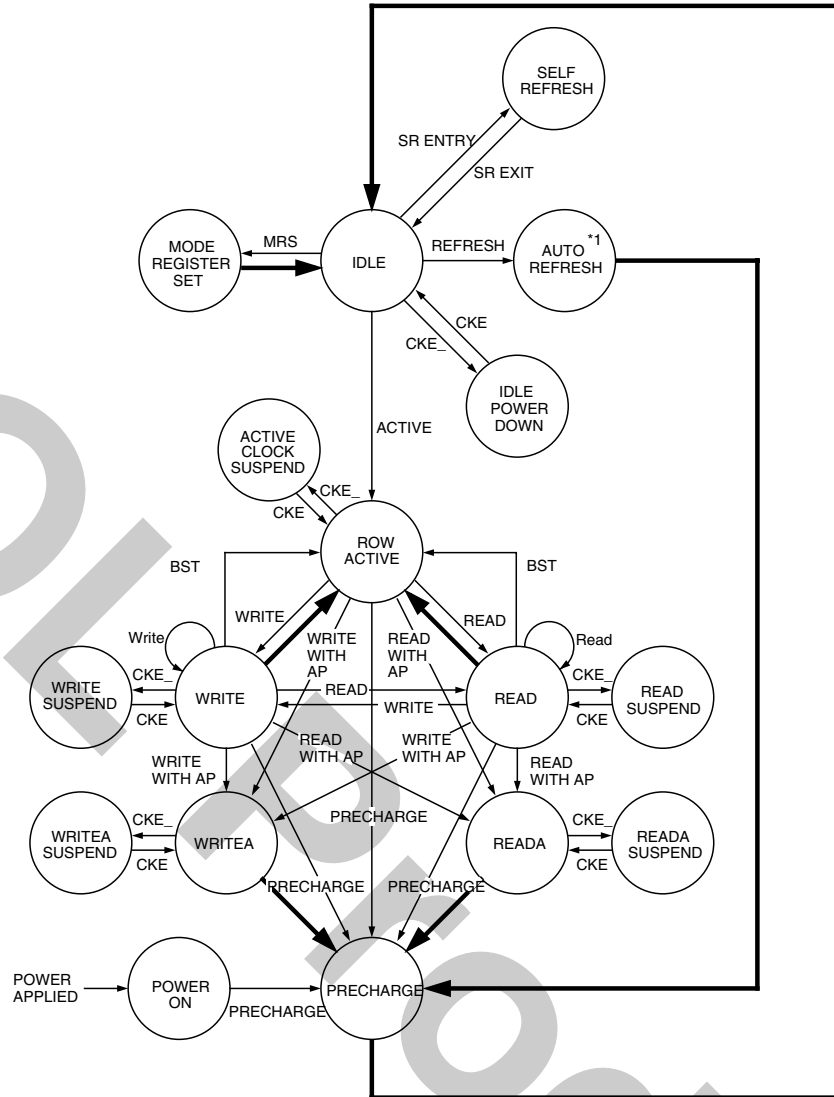 SELF
REFRESH
SR ENTRY
SR EXIT
MODE
REGISTER
SET
MRS
IDLE
REFRESH
AUTO *1
REFRESH
CKE
CKE_
IDLE
POWER
DOWN
ACTIVE
ACTIVE
CLOCK
SUSPEND
CKE_
CKE
ROW
ACTIVE
BST
BST
WRITE
READ
WRITE
WITH
AP
READ
WITH
AP
Write
Read
WRITE
SUSPEND
CKE_
CKE
WRITE
READ
WRITE
READ
CKE_
CKE
READ
SUSPEND
WRITE
WITH AP
READ
WITH AP
WRITE
WITH AP
READ
WITH AP
WRITEA
SUSPEND
CKE_
CKE
WRITEA
PRECHARGE
READA
CKE_
CKE
READA
SUSPEND
PRECHARGE
PRECHARGE
POWER
APPLIED
POWER
ON
PRECHARGE
PRECHARGE